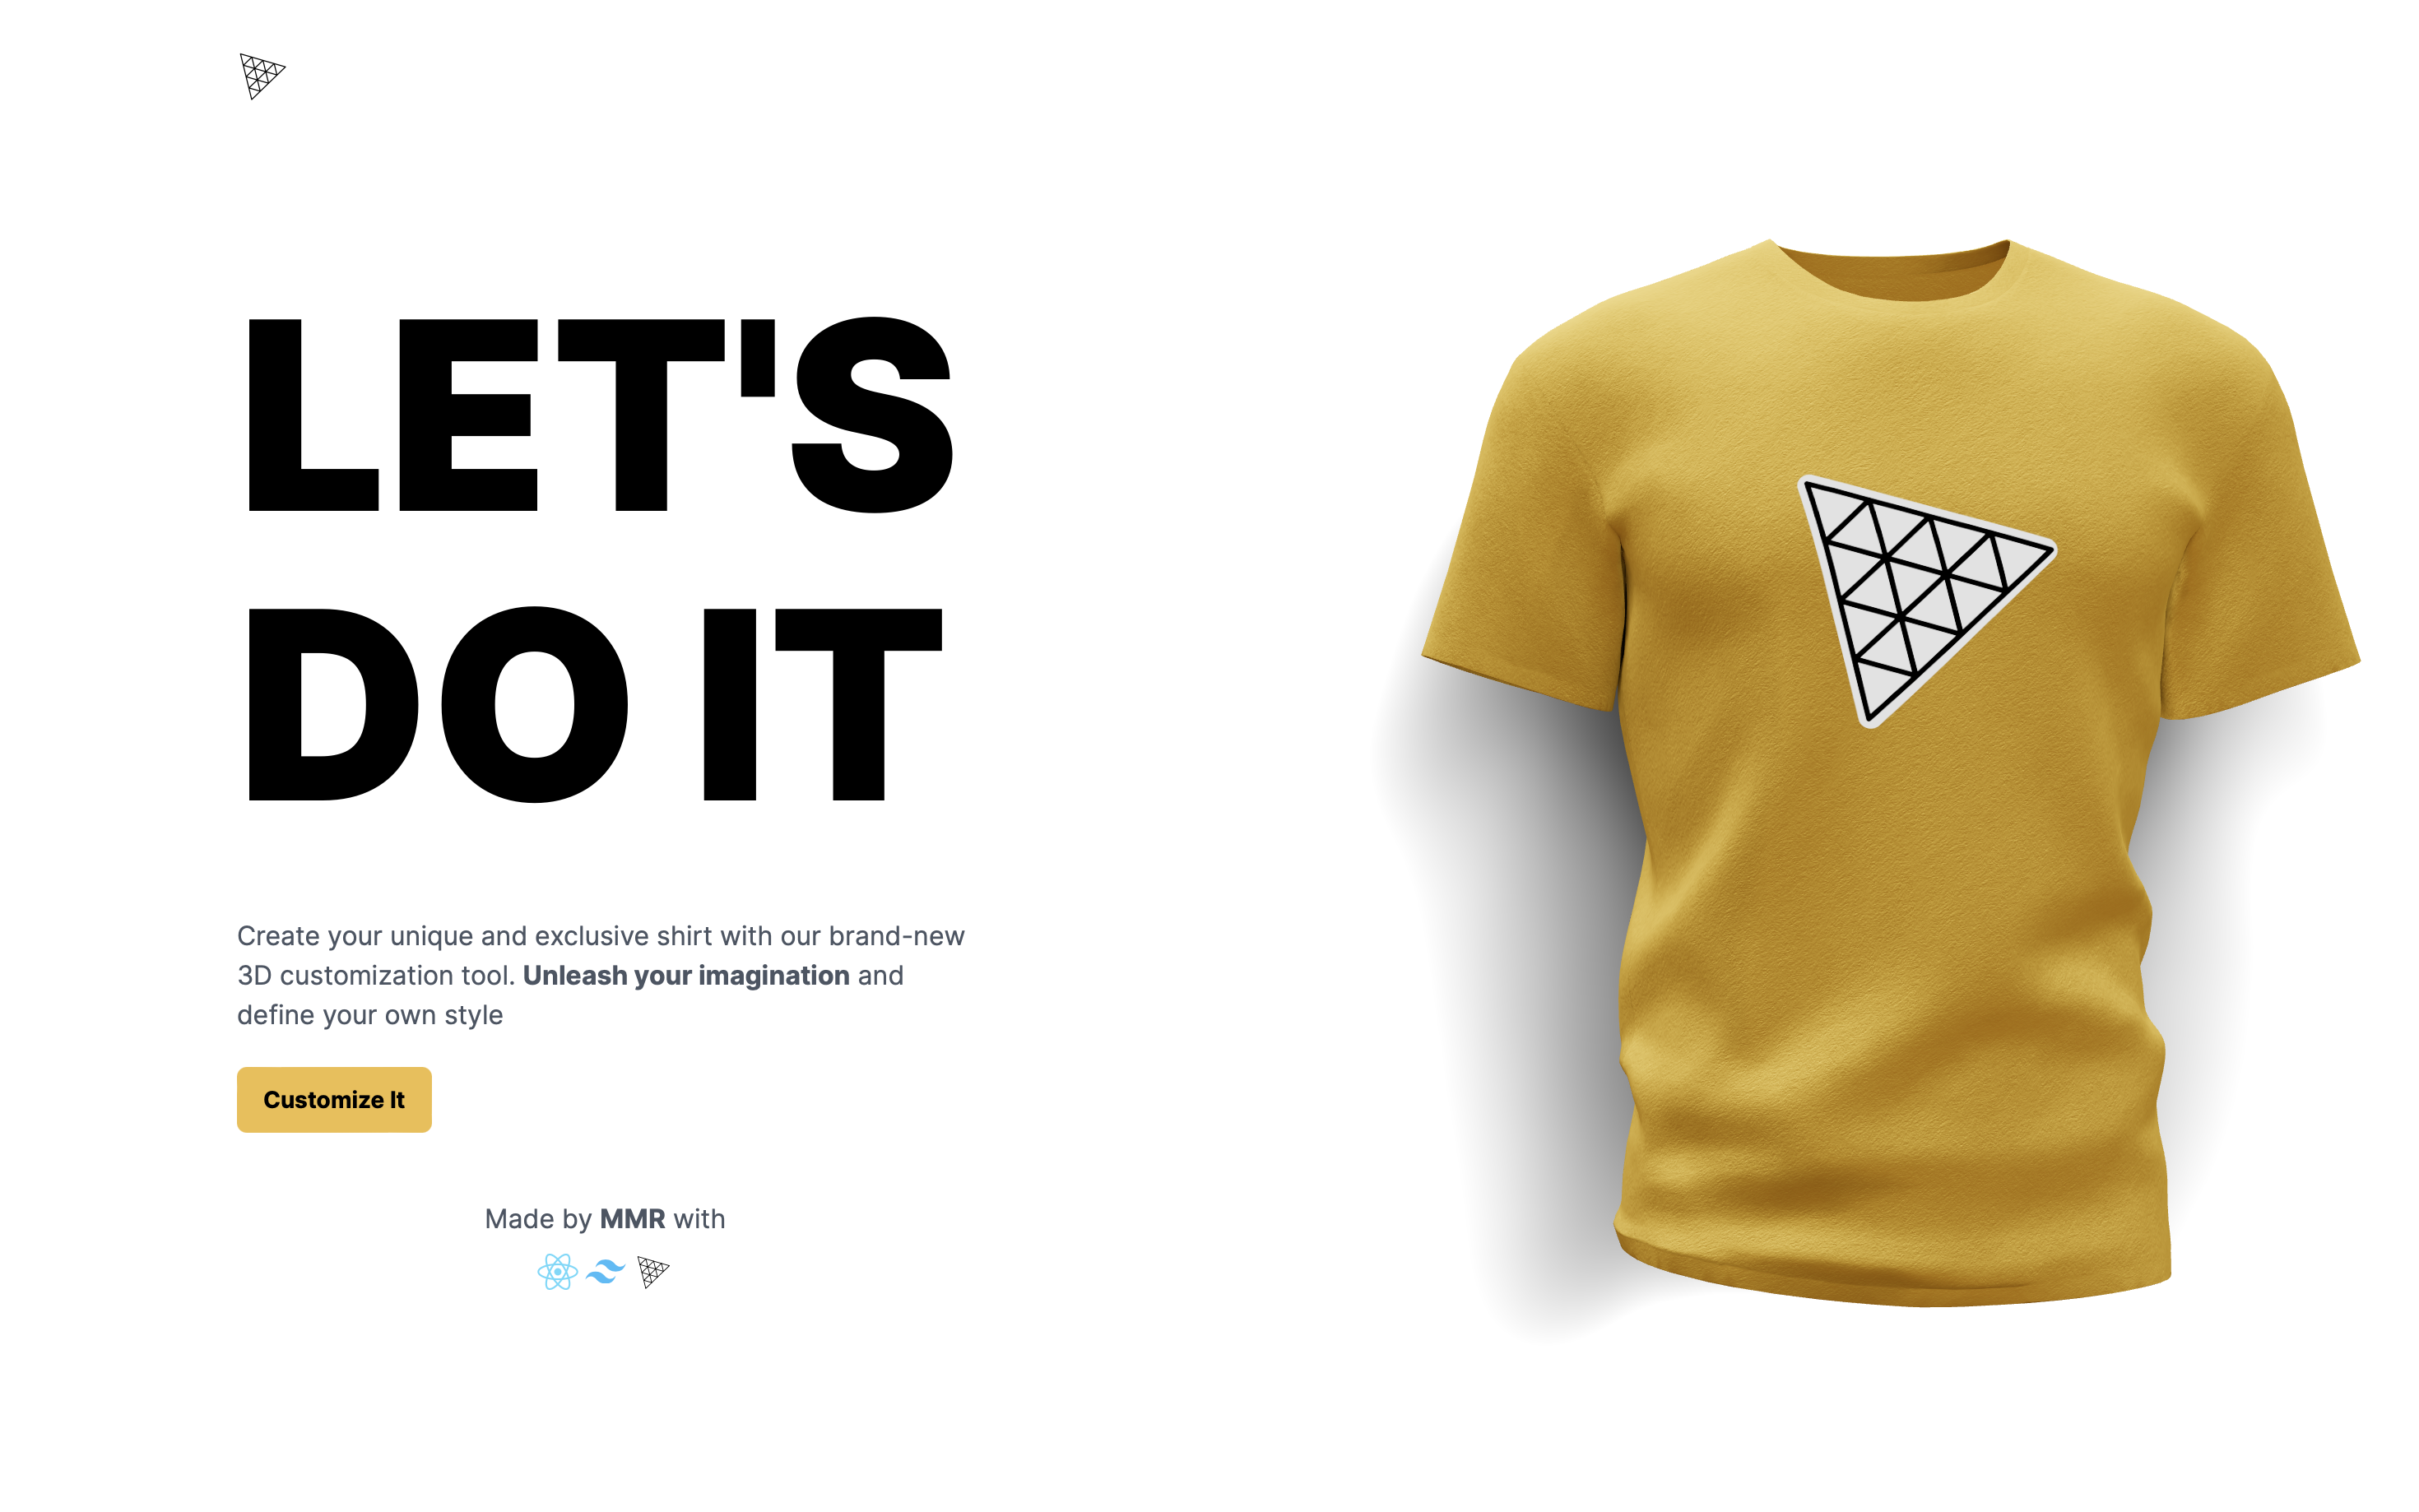 LET'S
DO IT
Create your unique and exclusive shirt with our brand-new
3D customization tool. Unleash your imagination and
define your own style
Customize It
Made by MMR with